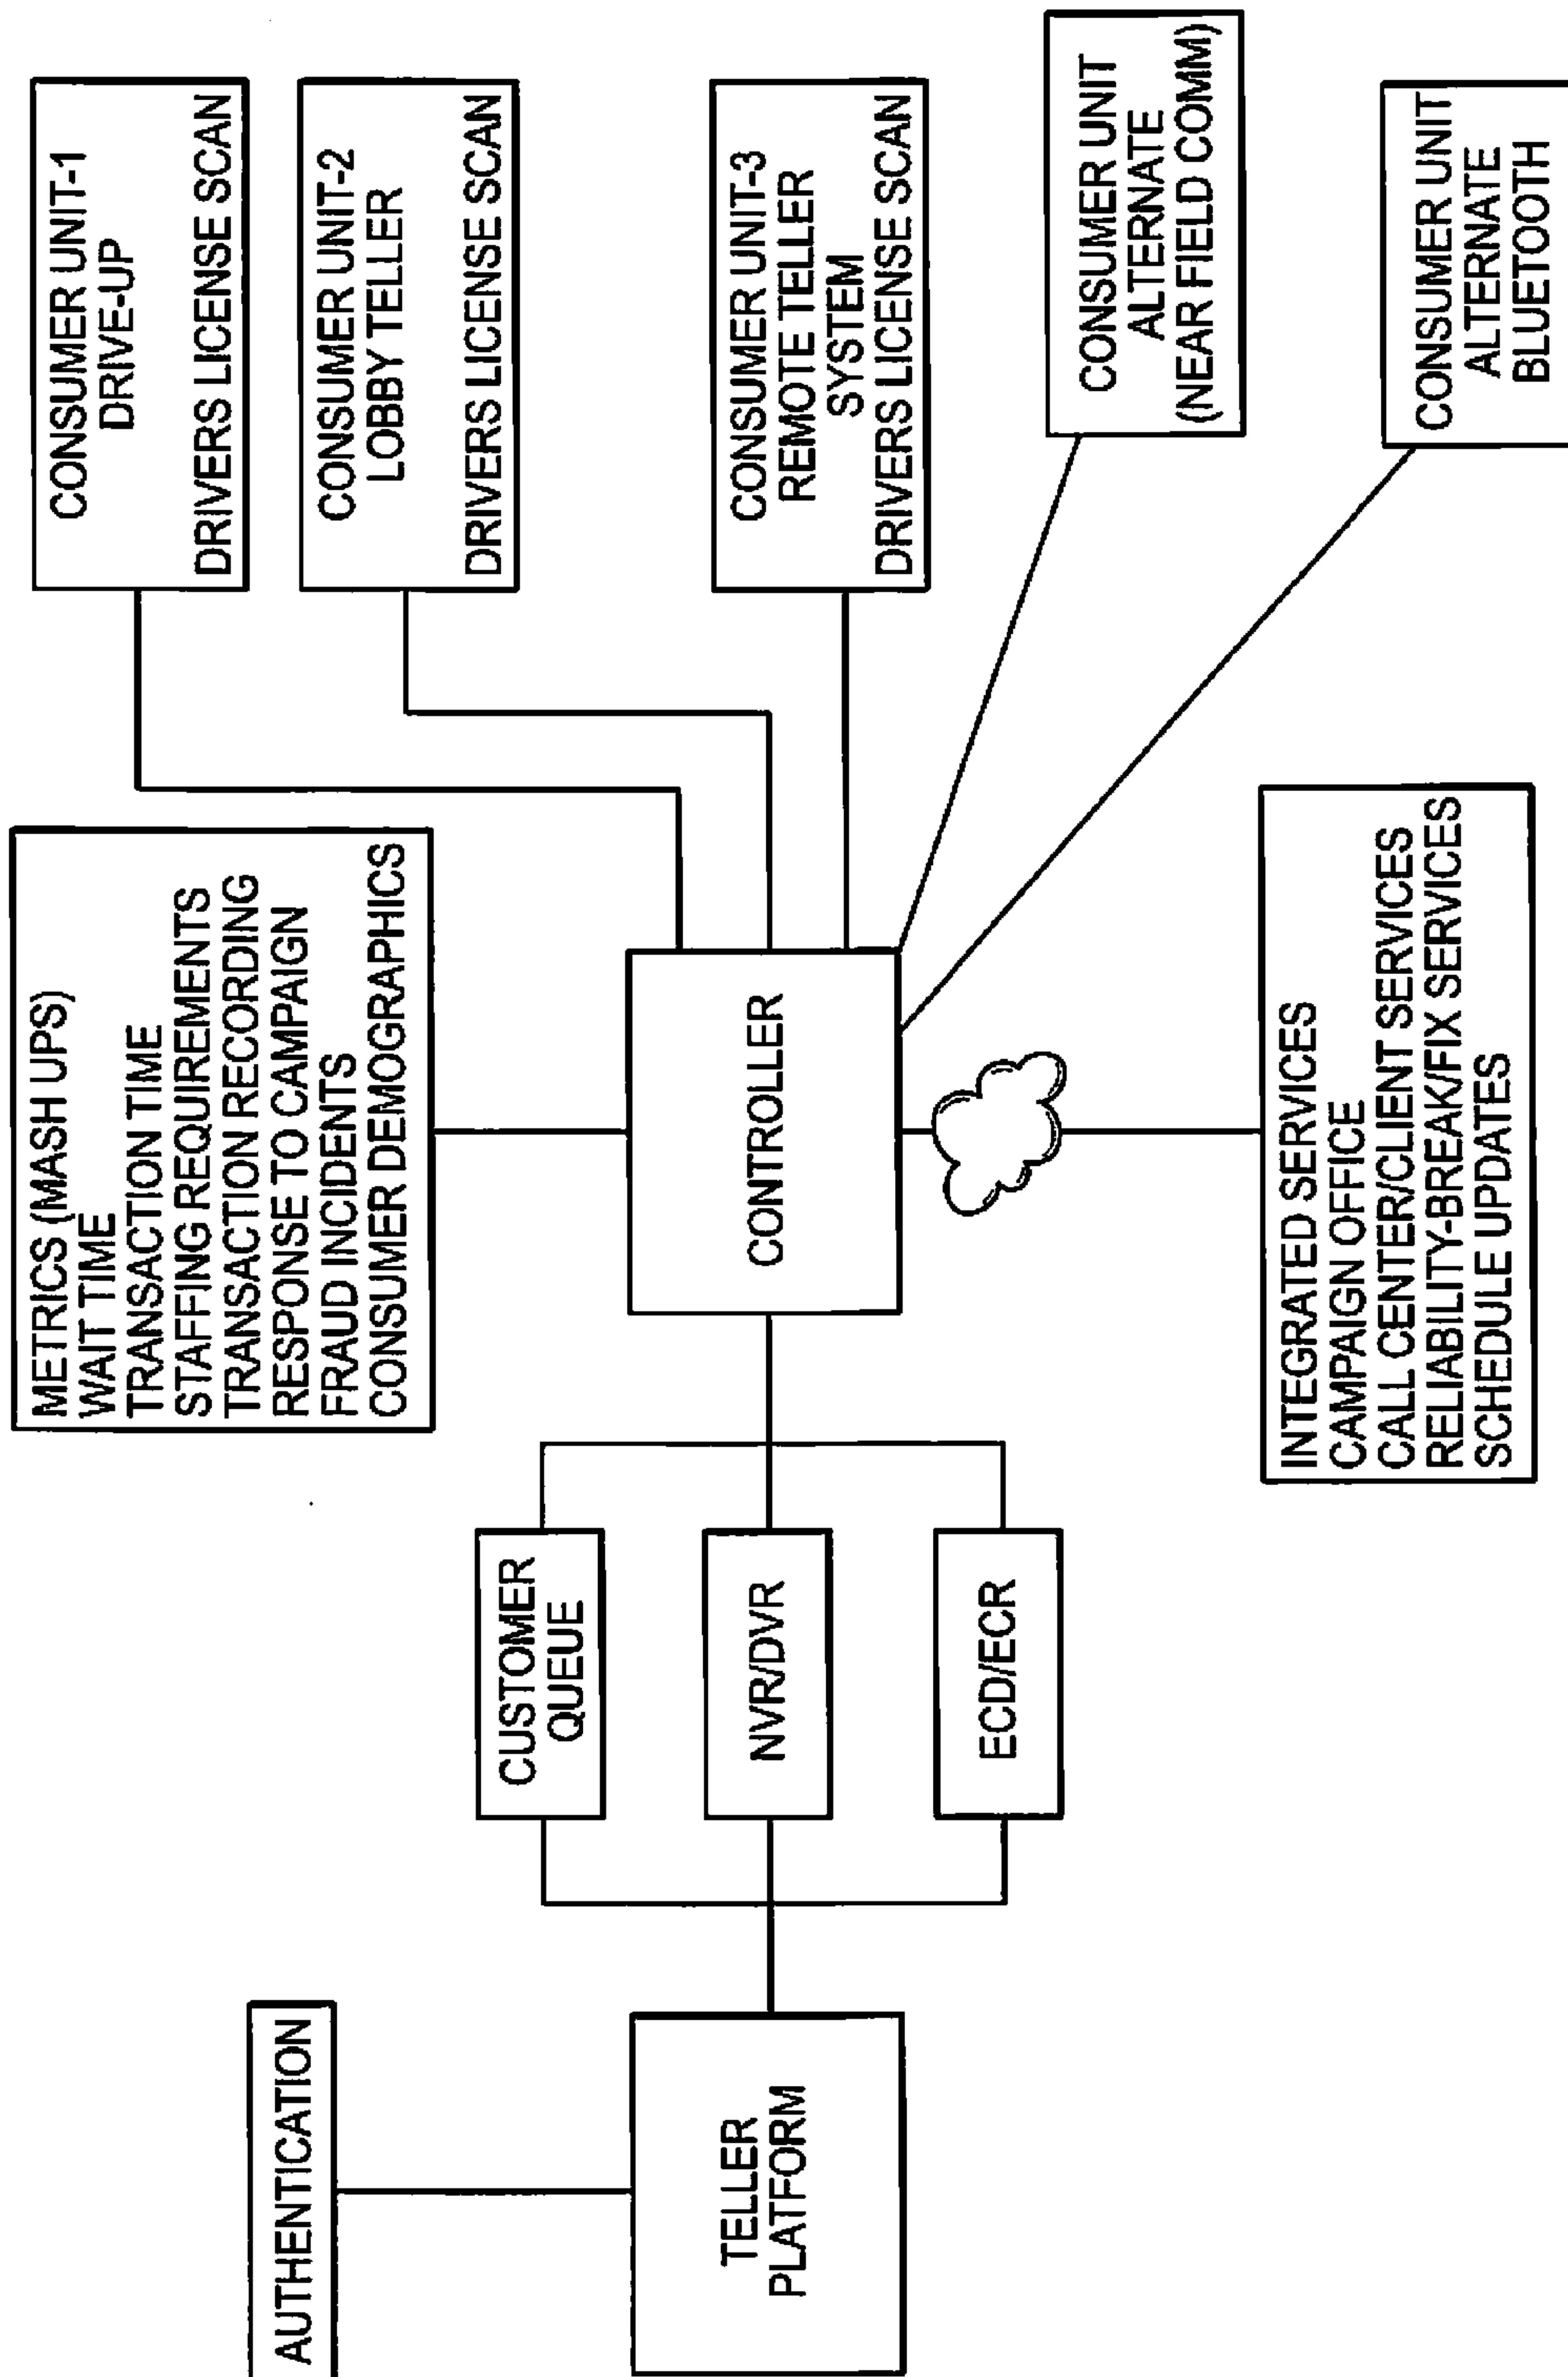 AUTHENTICATION
TELLER
PLATFORM
CUSTOMER
QUEUE
NVR/DVR
ECD/ECR
METRICS (MASH UPS)
WAIT TIME
TRANSACTION TIME
STAFFING REQUIREMENTS
TRANSACTION RECORDING
RESPONSE TO CAMPAIGN
FRAUD INCIDENTS
CONSUMER DEMOGRAPHICS
CONTROLLER
INTEGRATED SERVICES
CAMPAIGN OFFICE
CALL CENTER/CLIENT SERVICES
RELIABILITY-BREAK/FIX SERVICES
SCHEDULE UPDATES
CONSUMER UNIT-1
DRIVE-UP
DRIVERS LICENSE SCAN
CONSUMER UNIT-2
LOBBY TELLER
DRIVERS LICENSE SCAN
CONSUMER UNIT-3
REMOTE TELLER
SYSTEM
DRIVERS LICENSE SCAN
CONSUMER UNIT
ALTERNATE
(NEAR FIELD COMM)
CONSUMER UNIT
ALTERNATE
BLUETOOTH